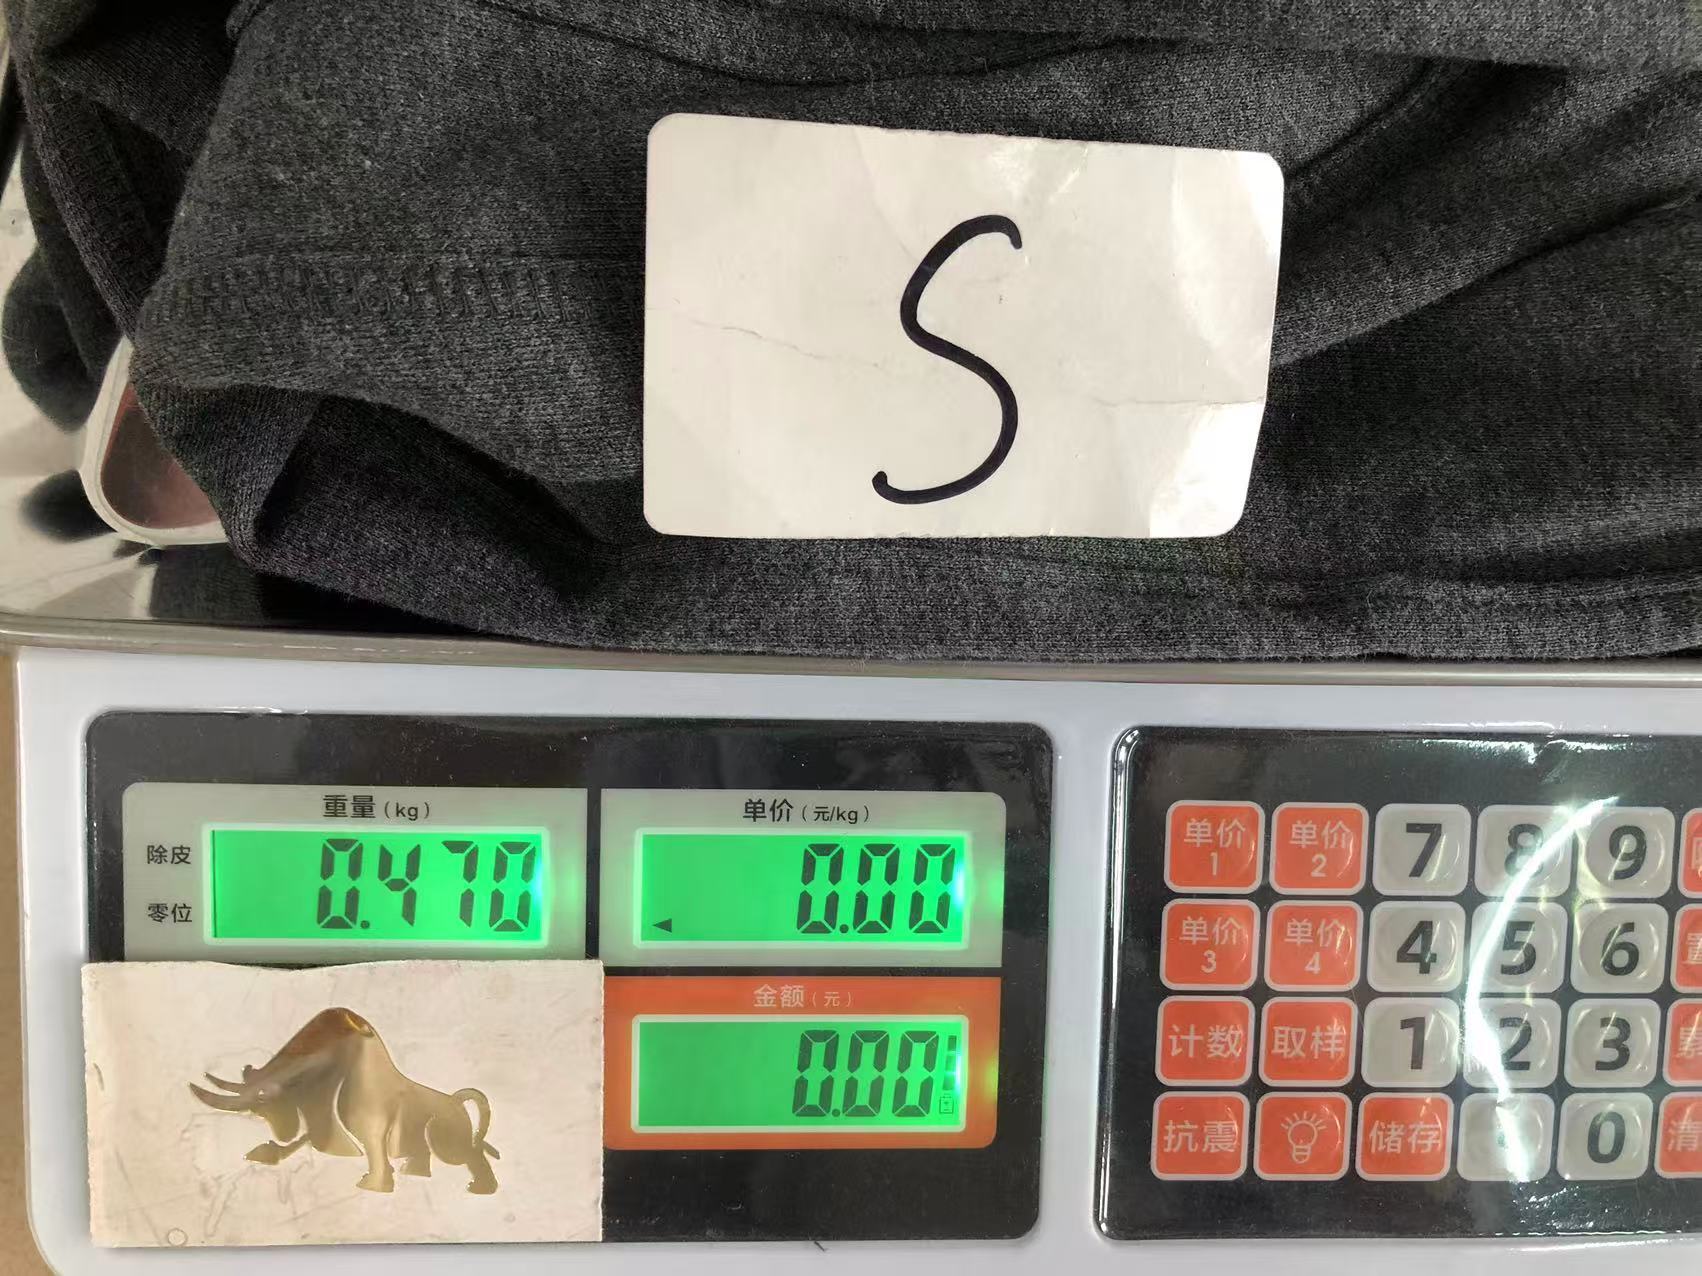 S
重量（kg）
除皮
零位
0.470
单价（元/kg）
0.00
金额（元）
0.00
单价1 单价2 7 8 9
单价3 单价4 4 5 6
计数 取样 1 2 3
抗震 储存 0